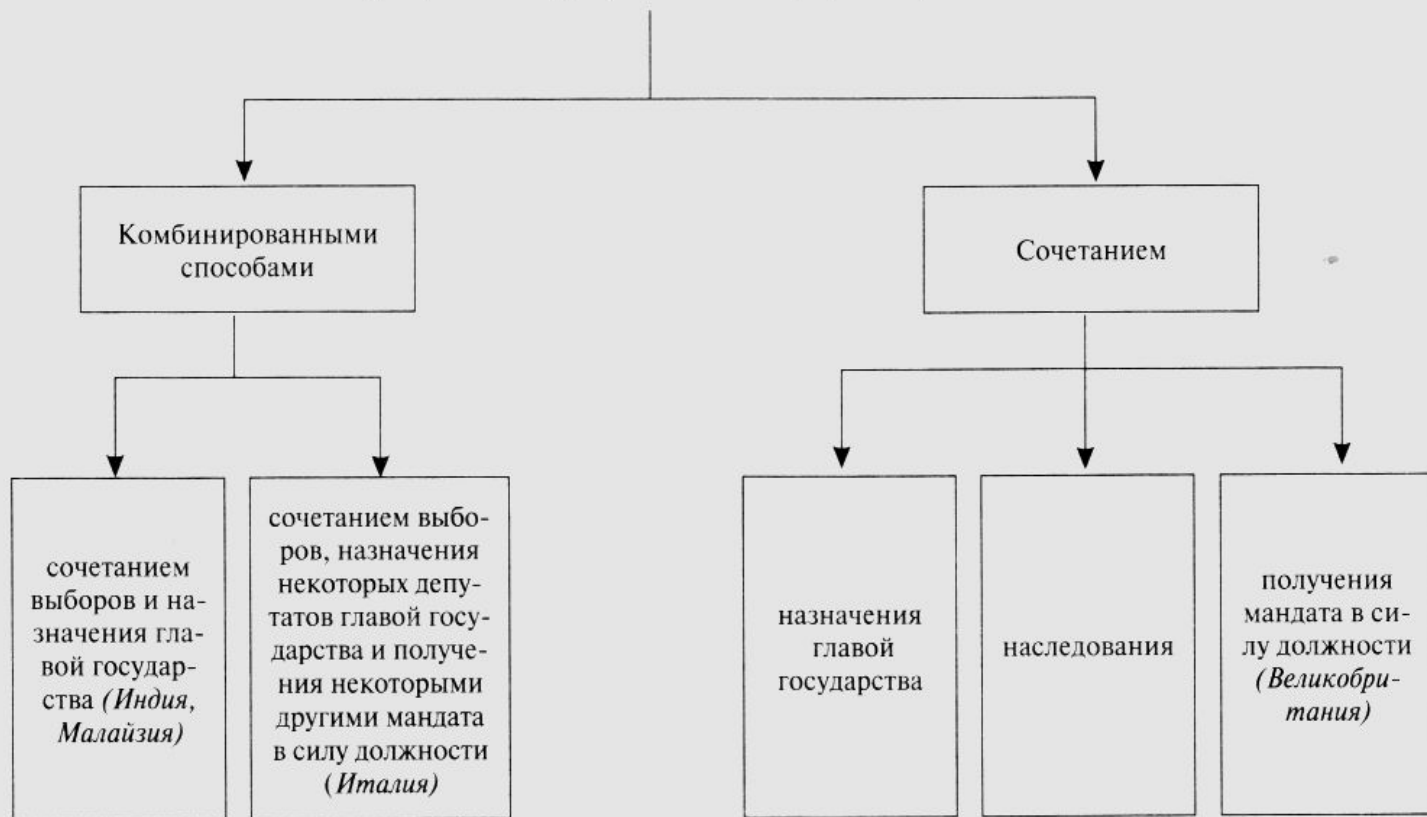 Комбинированными
способами
Сочетанием
сочетанием
выборов и на-
значения гла-
вой государ-
ства (Индия,
Малайзия)
сочетанием выбо-
ров, назначения
некоторых депу-
татов главой госу-
дарства и получе-
ния некоторыми
другими мандата
в силу должности
(Италия)
назначения
главой
государства
наследования
получения
мандата в си-
лу должности
(Великобри-
тания)